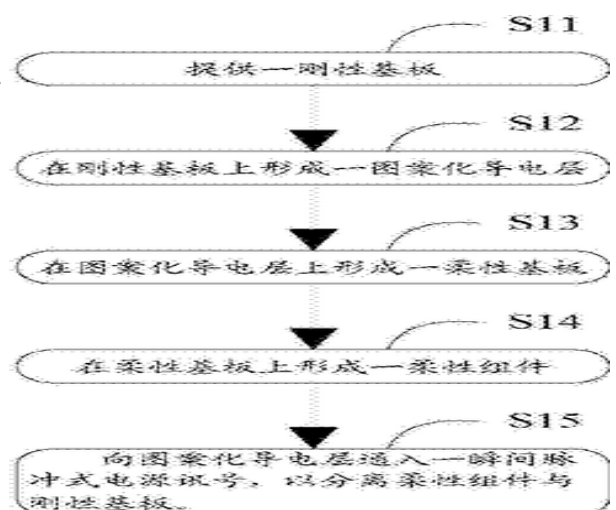 S11
提供一刚性基板
S12
在刚性基板上形成一图案化导电层
S13
在图案化导电层上形成一柔性基板
S14
在柔性基板上形成一柔性组件
S15
向图案化导电层通入一瞬间脉
冲式电源讯号，以分离柔性组件与
刚性基板。